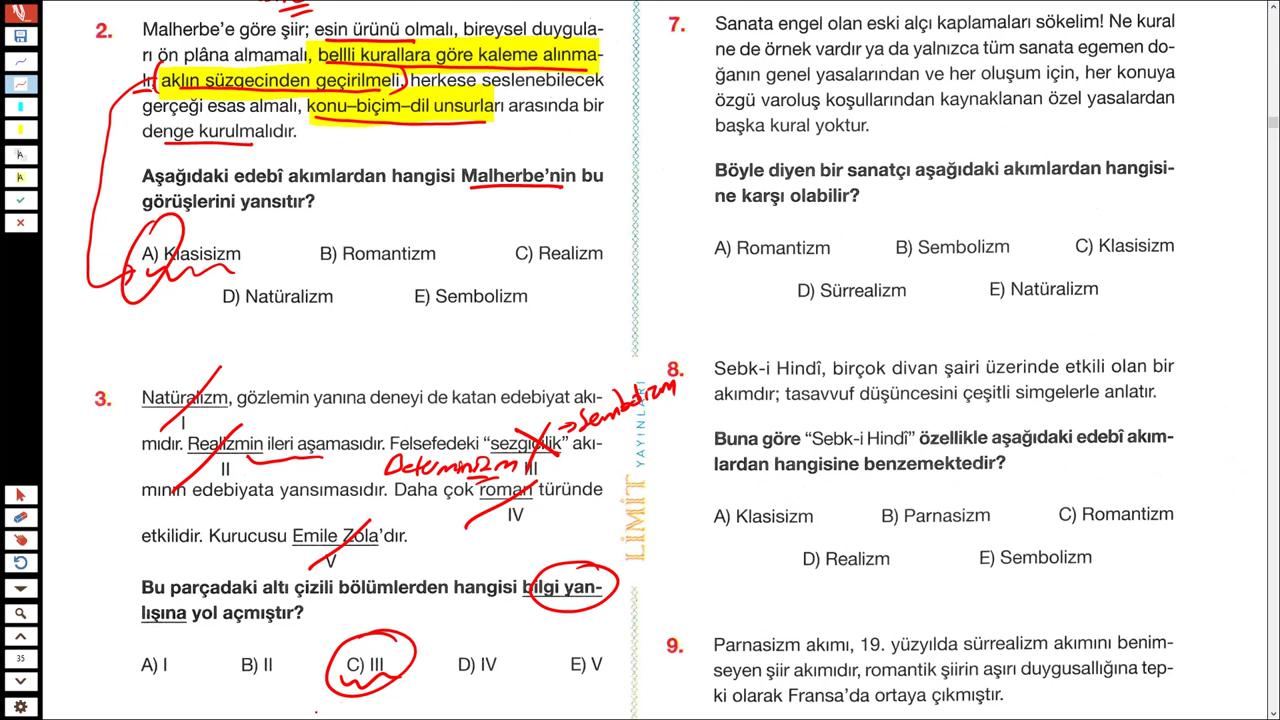 2. Malherbe'e göre şiir; esin ürünü olmalı, bireysel duygula-
rı ön plâna almamalı, bellli kurallara göre kaleme alınma-
lı, aklın süzgecinden geçirilmeli, herkese seslenebilecek
gerçeği esas almalı, konu–biçim–dil unsurları arasında bir
denge kurulmalıdır.
Aşağıdaki edebî akımlardan hangisi Malherbe'nin bu
görüşlerini yansıtır?
A) Klasisizm B) Romantizm C) Realizm
D) Natüralizm E) Sembolizm
3. Natüralizm, gözlemin yanına deneyi de katan edebiyat akı-
I
→ Sembolizm
mıdır. Realizmin ileri aşamasıdır. Felsefedeki "sezgicilik" akı-
II III
Determinizm
mının edebiyata yansımasıdır. Daha çok roman türünde
IV
etkilidir. Kurucusu Emile Zola'dır.
V
Bu parçadaki altı çizili bölümlerden hangisi bilgi yan-
lışına yol açmıştır?
A) I B) II C) III D) IV E) V
LİMİT YAYINLARI
7. Sanata engel olan eski alçı kaplamaları sökelim! Ne kural
ne de örnek vardır ya da yalnızca tüm sanata egemen do-
ğanın genel yasalarından ve her oluşum için, her konuya
özgü varoluş koşullarından kaynaklanan özel yasalardan
başka kural yoktur.
Böyle diyen bir sanatçı aşağıdaki akımlardan hangisi-
ne karşı olabilir?
A) Romantizm B) Sembolizm C) Klasisizm
D) Sürrealizm E) Natüralizm
8. Sebk-i Hindî, birçok divan şairi üzerinde etkili olan bir
akımdır; tasavvuf düşüncesini çeşitli simgelerle anlatır.
Buna göre "Sebk-i Hindî" özellikle aşağıdaki edebî akım-
lardan hangisine benzemektedir?
A) Klasisizm B) Parnasizm C) Romantizm
D) Realizm E) Sembolizm
9. Parnasizm akımı, 19. yüzyılda sürrealizm akımını benim-
seyen şiir akımıdır, romantik şiirin aşırı duygusallığına tep-
ki olarak Fransa'da ortaya çıkmıştır.
35